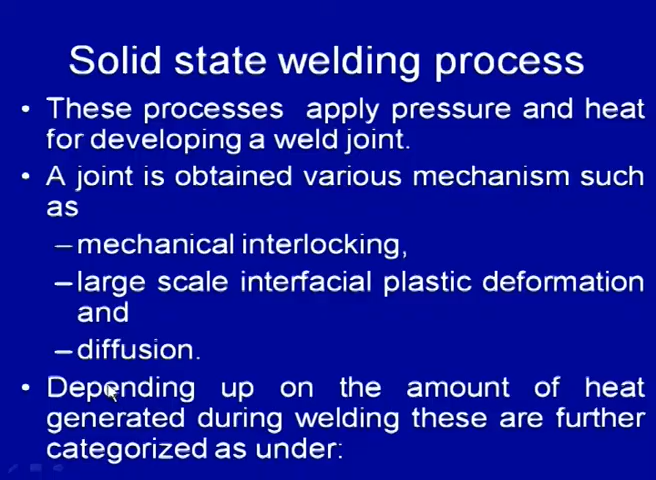 Solid state welding process
• These processes apply pressure and heat
for developing a weld joint.
• A joint is obtained various mechanism such
as
– mechanical interlocking,
– large scale interfacial plastic deformation
and
– diffusion.
• Depending up on the amount of heat
generated during welding these are further
categorized as under: